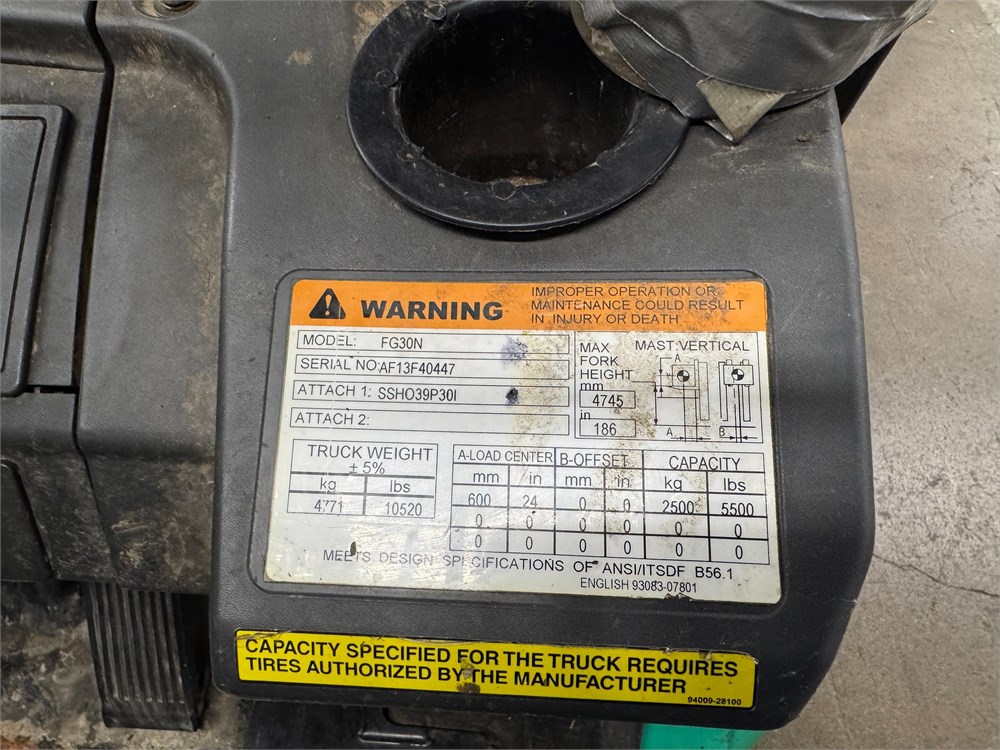 WARNING
IMPROPER OPERATION OR
MAINTENANCE COULD RESULT
IN INJURY OR DEATH
MODEL: FG30N
SERIAL NO: AF13F40447
ATTACH 1: SSHO39P30I
ATTACH 2:
MAX
FORK
HEIGHT:
mm
4745
in
186
MAST:VERTICAL
A
A
B
TRUCK WEIGHT
± 5%
kg lbs
4771 10520
A-LOAD CENTER B-OFFSET CAPACITY
mm in mm in kg lbs
600 24 0 0 2500 5500
0 0 0 0 0 0
0 0 0 0 0 0
MEETS DESIGN SPECIFICATIONS OF ANSI/ITSDF B56.1
ENGLISH 93083-07801
CAPACITY SPECIFIED FOR THE TRUCK REQUIRES
TIRES AUTHORIZED BY THE MANUFACTURER
94009-28100